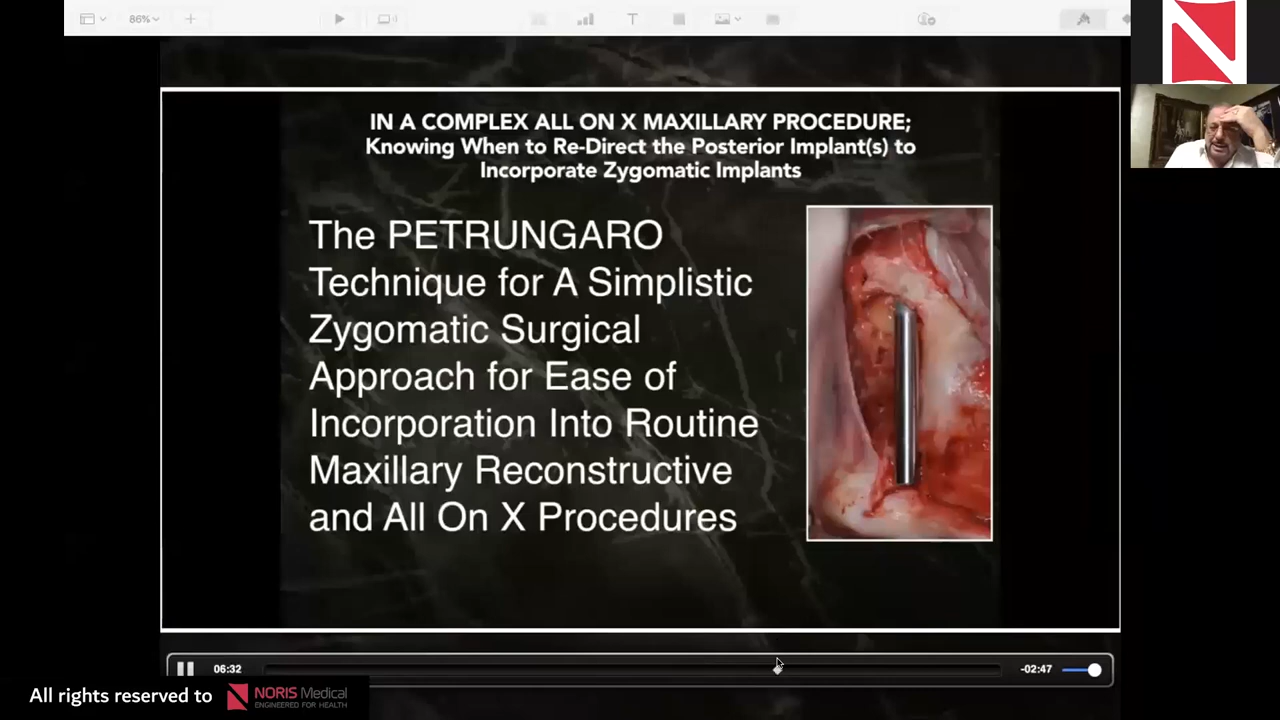 86%
T
IN A COMPLEX ALL ON X MAXILLARY PROCEDURE;
Knowing When to Re-Direct the Posterior Implant(s) to
Incorporate Zygomatic Implants
The PETRUNGARO
Technique for A Simplistic
Zygomatic Surgical
Approach for Ease of
Incorporation Into Routine
Maxillary Reconstructive
and All On X Procedures
06:32
-02:47
All rights reserved to
NORIS Medical
ENGINEERED FOR HEALTH